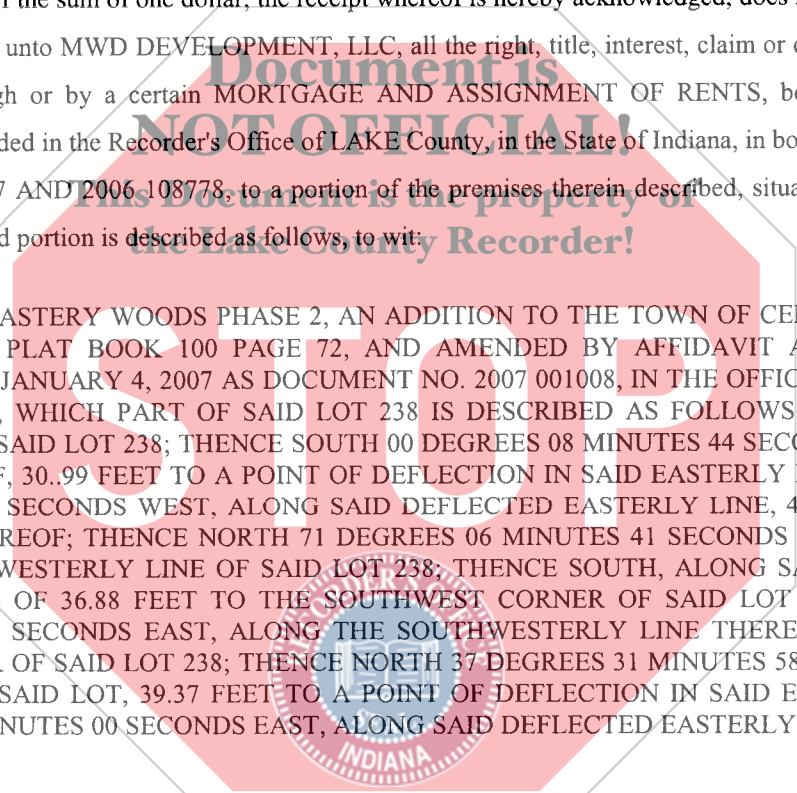 the sum of one dollar, the receipt whereof is hereby acknowledged, does
unto MWD DEVELOPMENT, LLC, all the right, title, interest, claim or
Document is
gh or by a certain MORTGAGE AND ASSIGNMENT OF RENTS, be
NOT OFFICIAL!
ded in the Recorder's Office of LAKE County, in the State of Indiana, in bo
7 AND 2006 108778, to a portion of the premises therein described, situa
This Document is the property of
d portion is described as follows, to wit:
the Lake County Recorder!
ASTERY WOODS PHASE 2, AN ADDITION TO THE TOWN OF CE
PLAT BOOK 100 PAGE 72, AND AMENDED BY AFFIDAVIT A
JANUARY 4, 2007 AS DOCUMENT NO. 2007 001008, IN THE OFFIC
, WHICH PART OF SAID LOT 238 IS DESCRIBED AS FOLLOWS
SAID LOT 238; THENCE SOUTH 00 DEGREES 08 MINUTES 44 SECO
F, 30..99 FEET TO A POINT OF DEFLECTION IN SAID EASTERLY
STOP
SECONDS WEST, ALONG SAID DEFLECTED EASTERLY LINE, 4
REOF; THENCE NORTH 71 DEGREES 06 MINUTES 41 SECONDS
WESTERLY LINE OF SAID LOT 238; THENCE SOUTH, ALONG SA
OF 36.88 FEET TO THE SOUTHWEST CORNER OF SAID LOT
SECONDS EAST, ALONG THE SOUTHWESTERLY LINE THERE
R OF SAID LOT 238; THENCE NORTH 37 DEGREES 31 MINUTES 58
SAID LOT, 39.37 FEET TO A POINT OF DEFLECTION IN SAID E
NUTES 00 SECONDS EAST, ALONG SAID DEFLECTED EASTERLY
RECORDER'S OFFICE
INDIANA